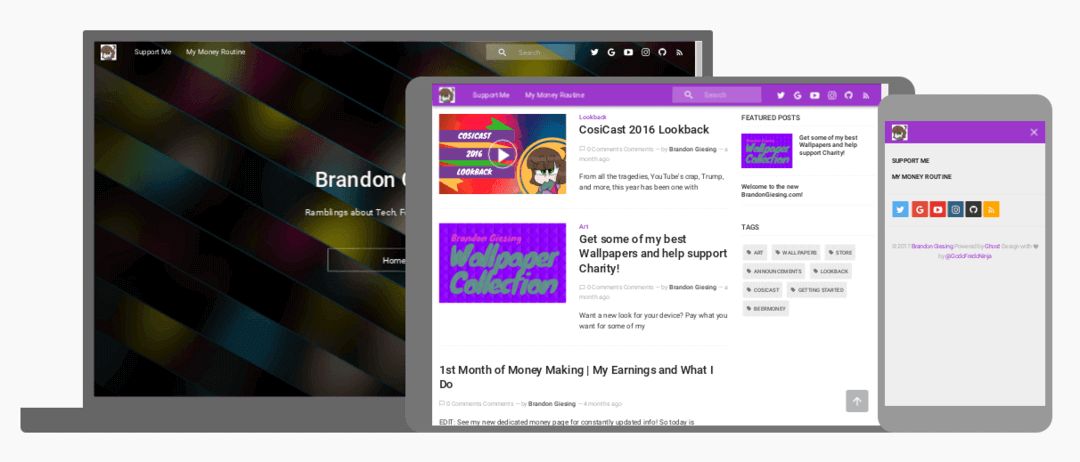 Support Me My Money Routine Search
Brandon G
Ramblings about Tech, F
Home
Support Me My Money Routine Search
COSICAST
2016
LOOKBACK
Lookback
CosiCast 2016 Lookback
0 Comments Comments — by Brandon Giesing — a
month ago
From all the tragedies, YouTube's crap, Trump,
and more, this year has been one with
Brandon Giesing
Wallpaper
Collection
Art
Get some of my best
Wallpapers and help support
Charity!
0 Comments Comments — by Brandon Giesing — a
month ago
Want a new look for your device? Pay what you
want for some of my
1st Month of Money Making | My Earnings and What I
Do
0 Comments Comments — by Brandon Giesing — 4 months ago
EDIT: See my new dedicated money page for constantly updated info! So today is
FEATURED POSTS
Brandon Giesing
Wallpaper
Collection
Get some of my best
Wallpapers and help
support Charity!
Welcome to the new
BrandonGiesing.com!
TAGS
ART WALLPAPERS STORE
ANNOUNCEMENTS LOOKBACK
COSICAST GETTING STARTED
BEERMONEY
SUPPORT ME
MY MONEY ROUTINE
© 2017 Brandon Giesing Powered by Ghost Design with
by @GodoFredoNinja